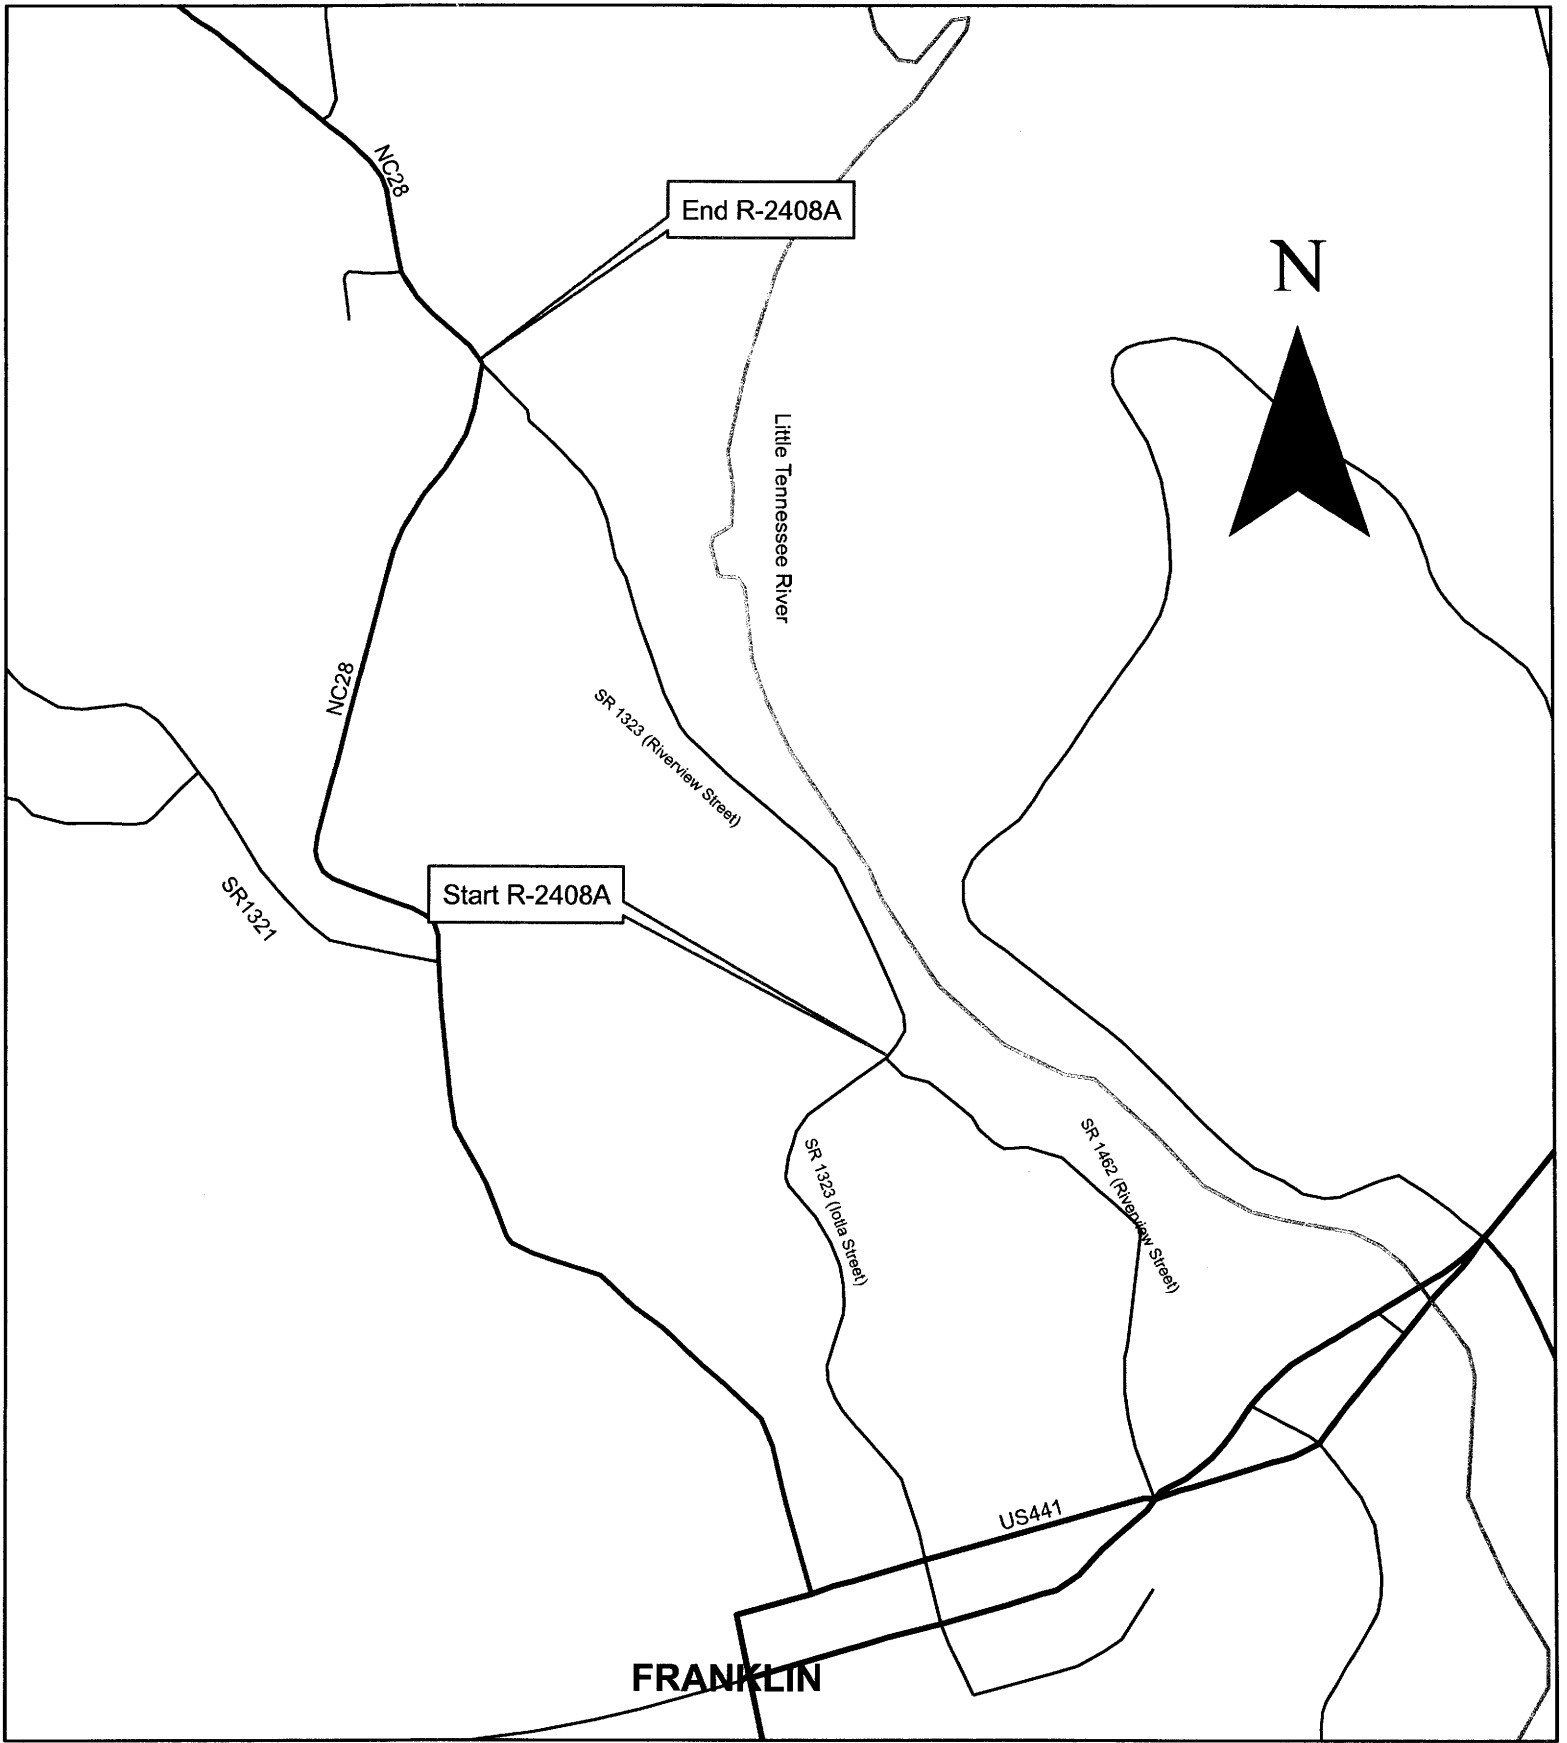 NC28
End R-2408A
N
Little Tennessee River
NC28
SR 1323 (Riverview Street)
Start R-2408A
SR1321
SR 1462 (Riverview Street)
SR 1323 (Iotla Street)
US441
FRANKLIN